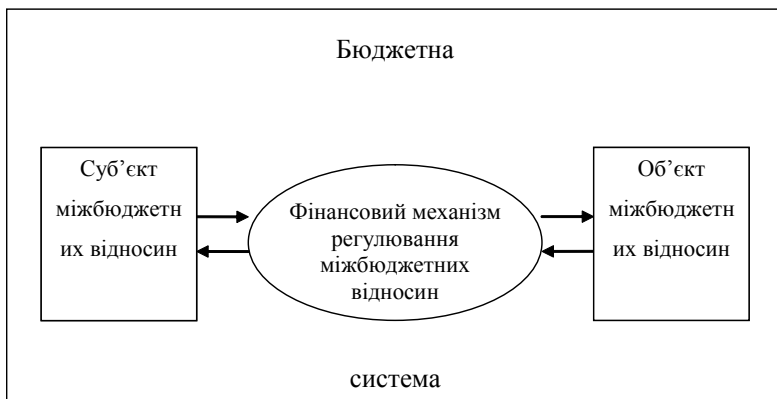 Бюджетна
Суб’єкт
міжбюджетн
их відносин
Фінансовий механізм
регулювання
міжбюджетних
відносин
Об’єкт
міжбюджетн
их відносин
система